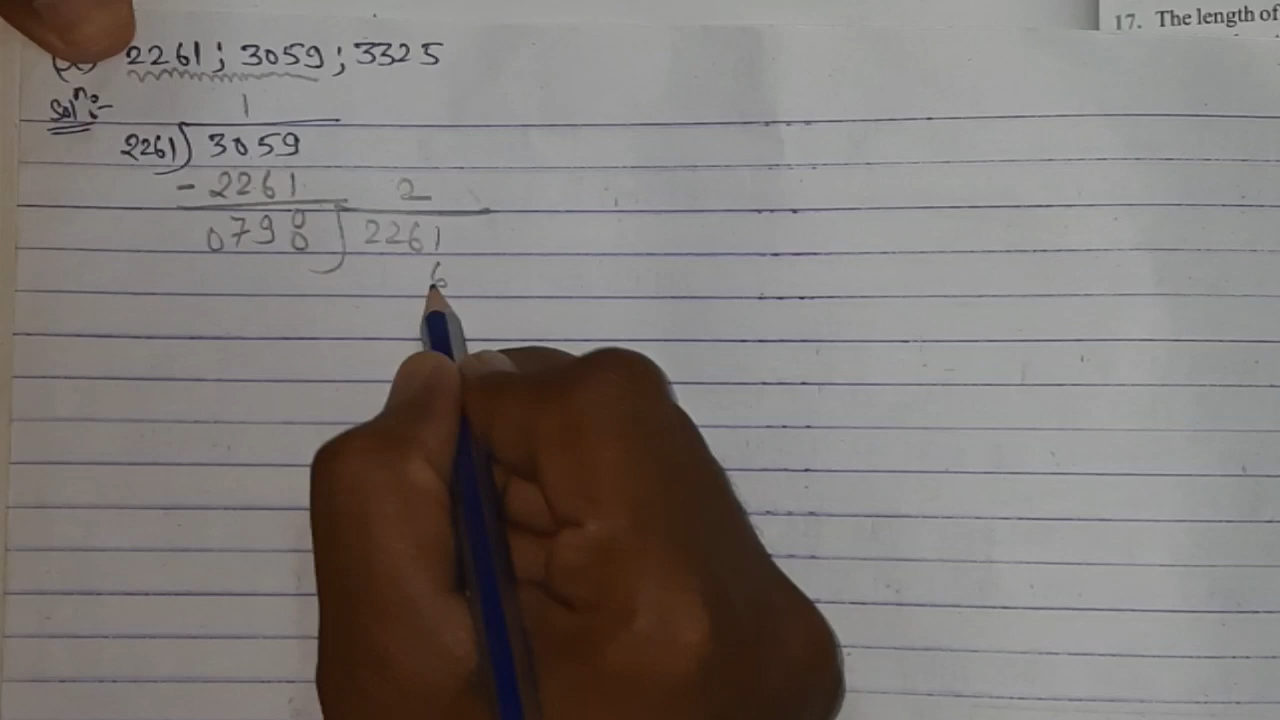 17. The length of
2261; 3059; 3325
Solⁿ:-
1
2261) 3059
- 2261 2
0798) 2261
6